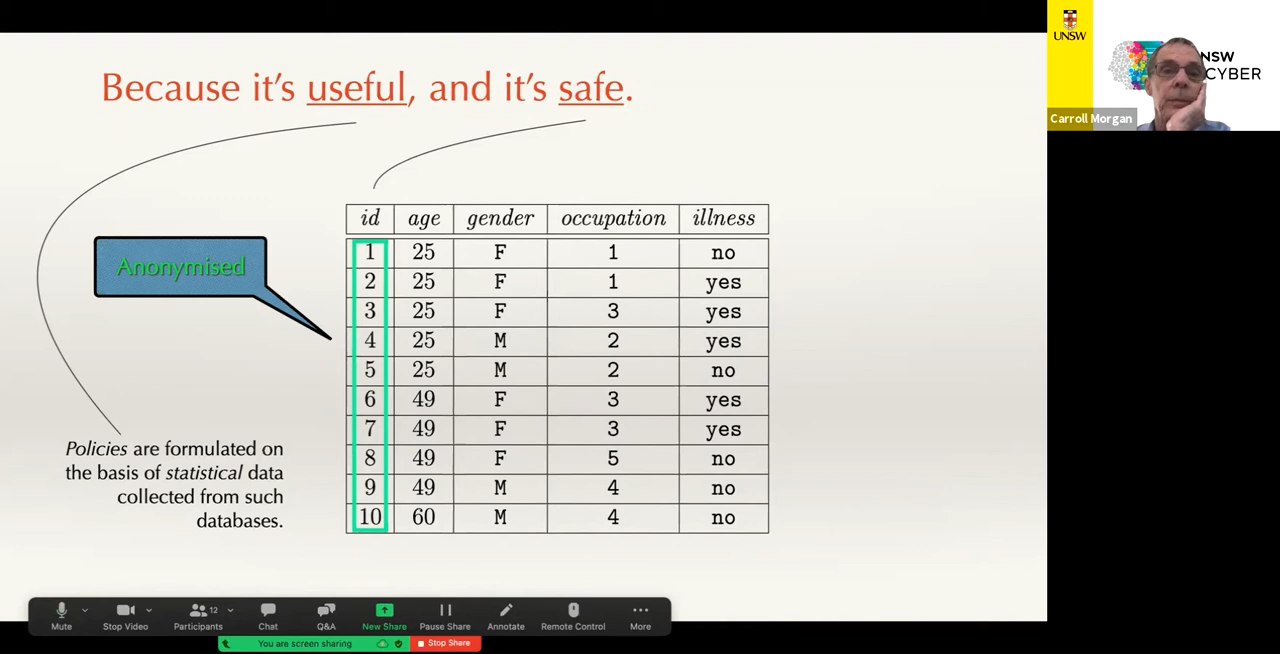 Because it's useful, and it's safe.
UNSW
NSW
CYBER
Carroll Morgan
Anonymised
id age gender occupation illness
1 25 F 1 no
2 25 F 1 yes
3 25 F 3 yes
4 25 M 2 yes
5 25 M 2 no
6 49 F 3 yes
7 49 F 3 yes
8 49 F 5 no
9 49 M 4 no
10 60 M 4 no
Policies are formulated on
the basis of statistical data
collected from such
databases.
Mute Stop Video Participants 12 Chat Q&A New Share Pause Share Annotate Remote Control More
You are screen sharing Stop Share